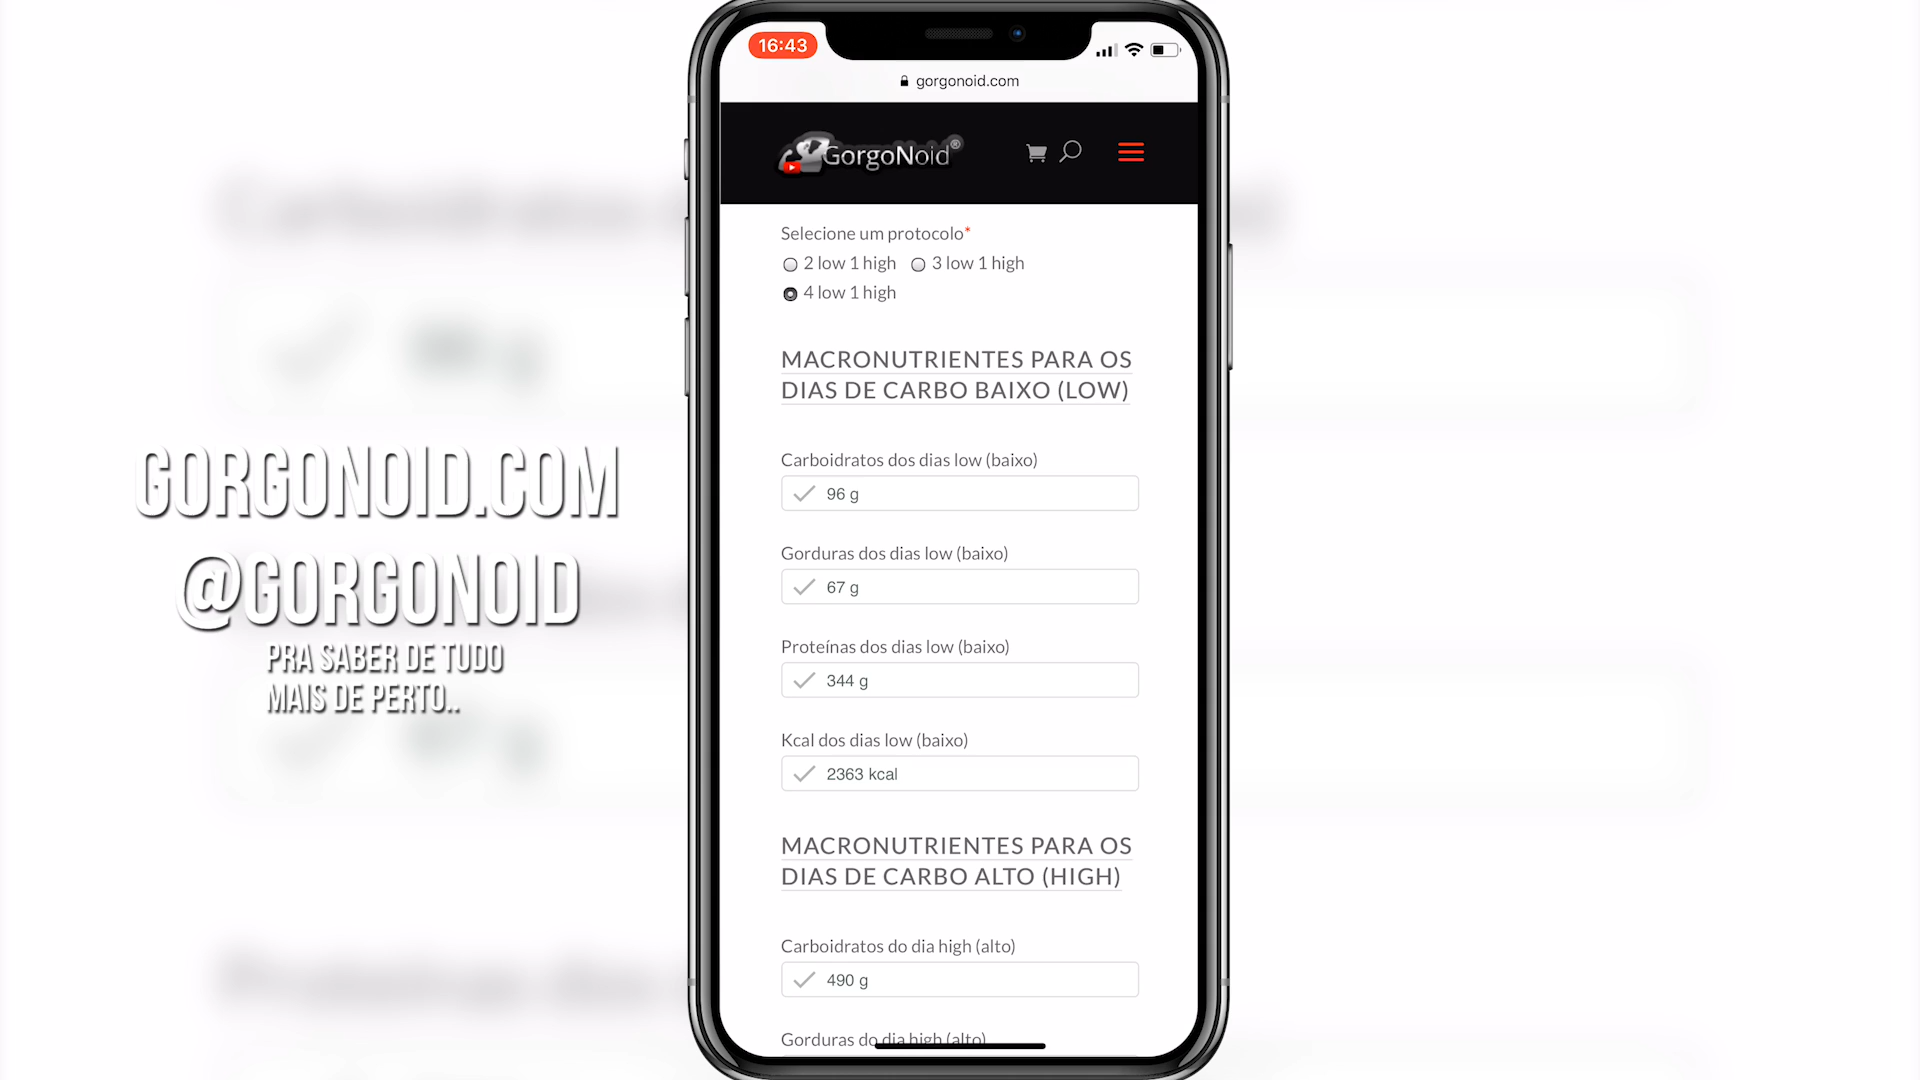 16:43
gorgonoid.com
GorgoNoid®
Selecione um protocolo*
2 low 1 high 3 low 1 high
4 low 1 high
MACRONUTRIENTES PARA OS
DIAS DE CARBO BAIXO (LOW)
Carboidratos dos dias low (baixo)
96 g
Gorduras dos dias low (baixo)
67 g
Proteínas dos dias low (baixo)
344 g
Kcal dos dias low (baixo)
2363 kcal
MACRONUTRIENTES PARA OS
DIAS DE CARBO ALTO (HIGH)
Carboidratos do dia high (alto)
490 g
Gorduras do dia high (alto)
GORGONOID.COM
@GORGONOID
PRA SABER DE TUDO
MAIS DE PERTO..